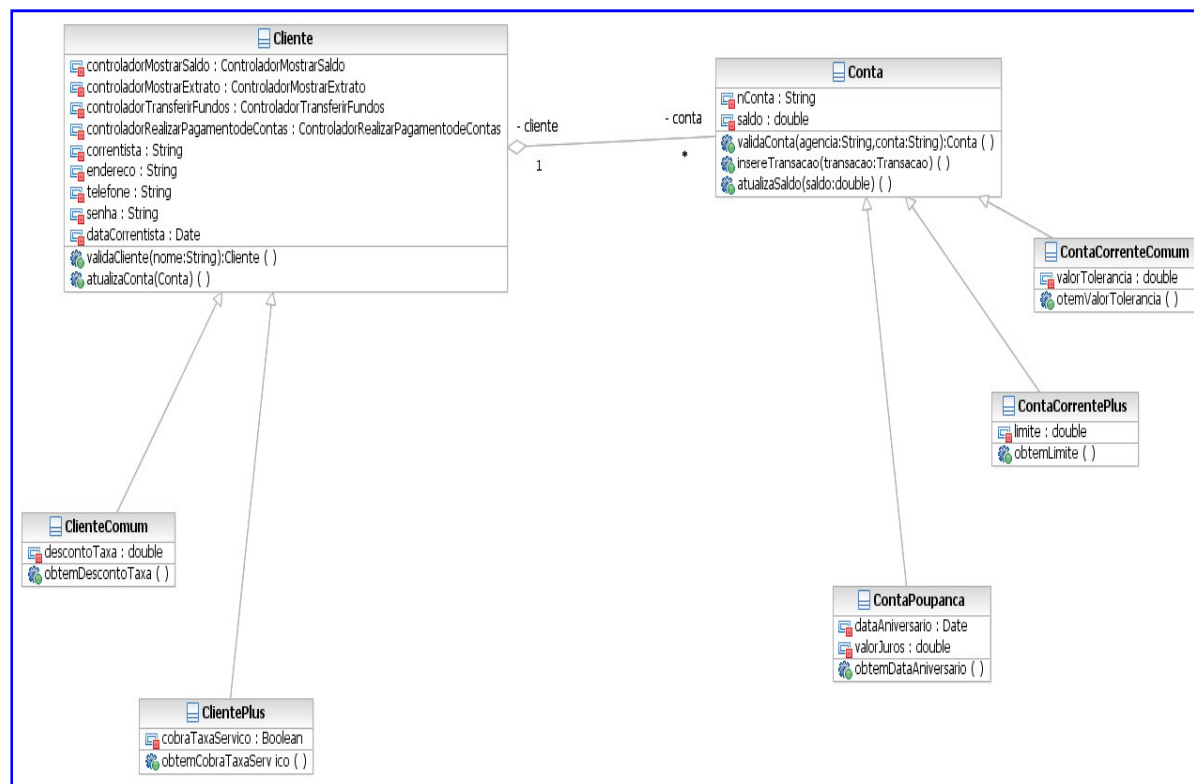 Cliente
controladorMostrarSaldo : ControladorMostrarSaldo
controladorMostrarExtrato : ControladorMostrarExtrato
controladorTransferirFundos : ControladorTransferirFundos
controladorRealizarPagamentodeContas : ControladorRealizarPagamentodeContas
correntista : String
endereco : String
telefone : String
senha : String
dataCorrentista : Date
validaCliente(nome:String):Cliente ( )
atualizaConta(Conta) ( )
- cliente
1
- conta
*
Conta
nConta : String
saldo : double
validaConta(agencia:String,conta:String):Conta ( )
insereTransacao(transacao:Transacao) ( )
atualizaSaldo(saldo:double) ( )
ContaCorrenteComum
valorTolerancia : double
otemValorTolerancia ( )
ContaCorrentePlus
limite : double
obtemLimite ( )
ClienteComum
descontoTaxa : double
obtemDescontoTaxa ( )
ContaPoupanca
dataAniversario : Date
valorJuros : double
obtemDataAniversario ( )
ClientePlus
cobraTaxaServico : Boolean
obtemCobraTaxaServ ico ( )